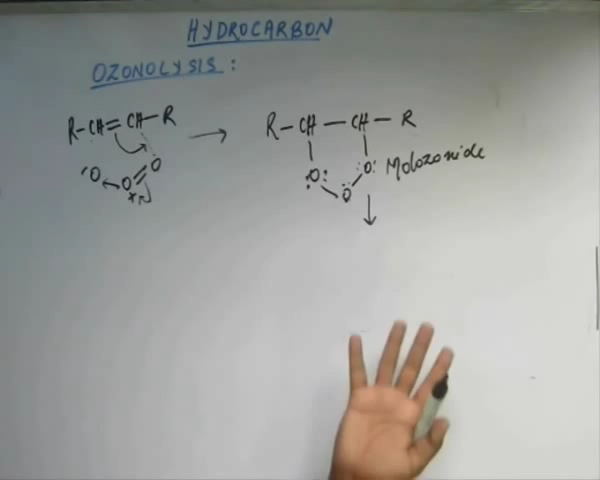 HYDROCARBON
OZONOLYSIS :
R-CH=CH-R → R-CH-CH-R
O O O O O O Molozonide